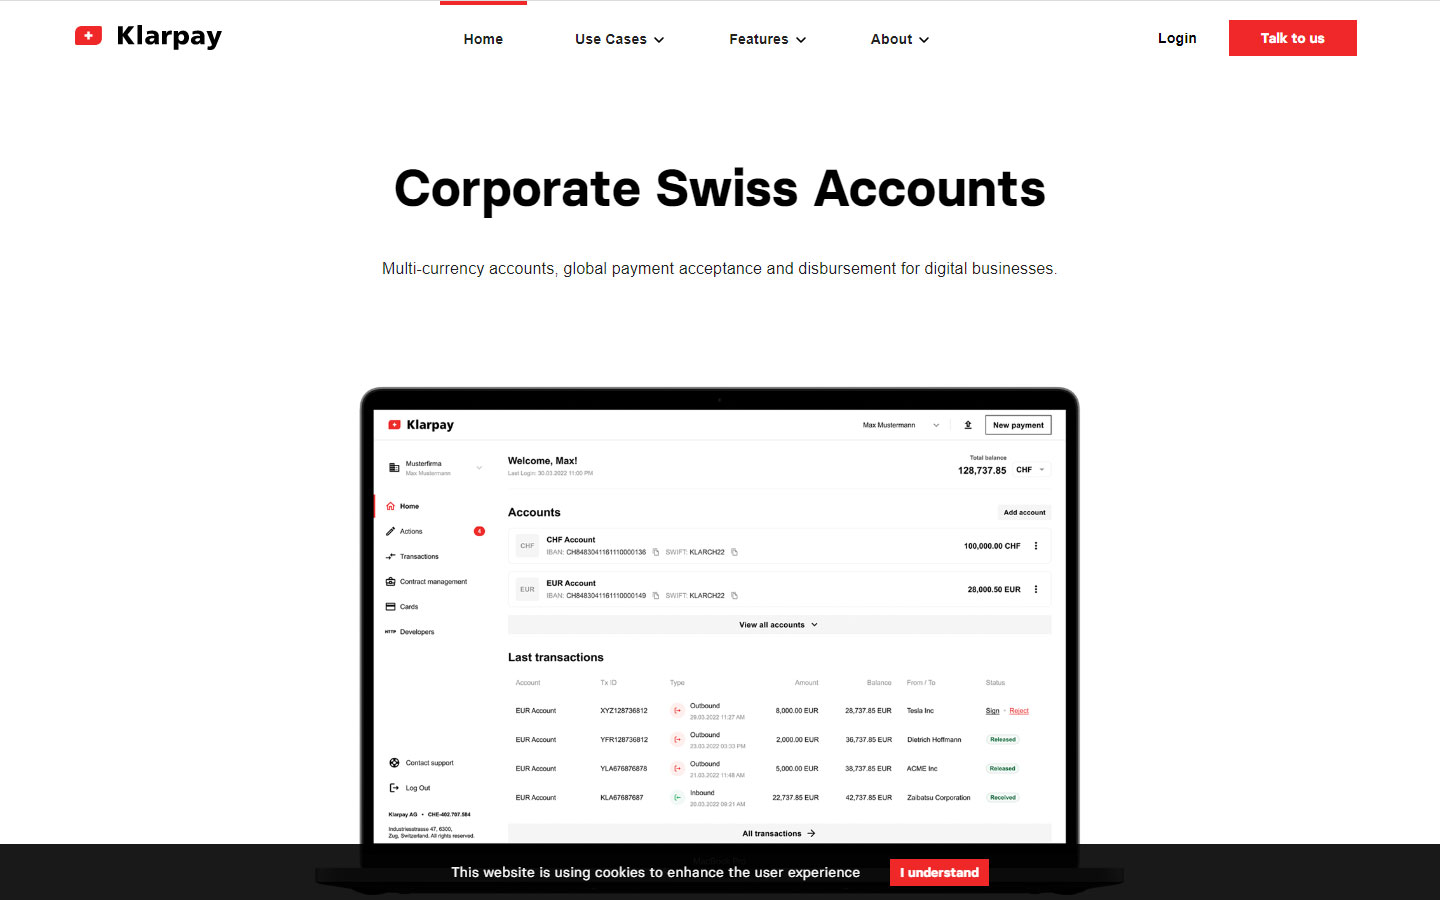 Klarpay
Home
Use Cases
Features
About
Login
Talk to us
Corporate Swiss Accounts
Multi-currency accounts, global payment acceptance and disbursement for digital businesses.
Klarpay
Max Mustermann
New payment
Musterfirma
Max Mustermann
Home
Actions
4
Transactions
Contract management
Cards
HTTP Developers
Contact support
Log Out
Klarpay AG • CHE-402.707.584
Industriestrasse 47, 6300,
Zug, Switzerland. All rights reserved.
Welcome, Max!
Last Login: 30.03.2022 11:00 PM
Total balance
128,737.85 CHF
Accounts
Add account
CHF
CHF Account
IBAN: CH8483041161110000136 SWIFT: KLARCH22
100,000.00 CHF
EUR
EUR Account
IBAN: CH8483041161110000149 SWIFT: KLARCH22
28,000.50 EUR
View all accounts
Last transactions
Account Tx ID Type Amount Balance From / To Status
EUR Account XYZ128736812 Outbound 8,000.00 EUR 28,737.85 EUR Tesla Inc Sign • Reject
28.03.2022 11:27 AM
EUR Account YFR128736812 Outbound 2,000.00 EUR 36,737.85 EUR Dietrich Hoffmann Released
23.03.2022 03:33 PM
EUR Account YLA676876878 Outbound 5,000.00 EUR 38,737.85 EUR ACME Inc Released
21.03.2022 11:48 AM
EUR Account KLA67687687 Inbound 22,737.85 EUR 42,737.85 EUR Zaibatsu Corporation Received
20.03.2022 09:21 AM
All transactions
MacBook Pro
This website is using cookies to enhance the user experience
I understand